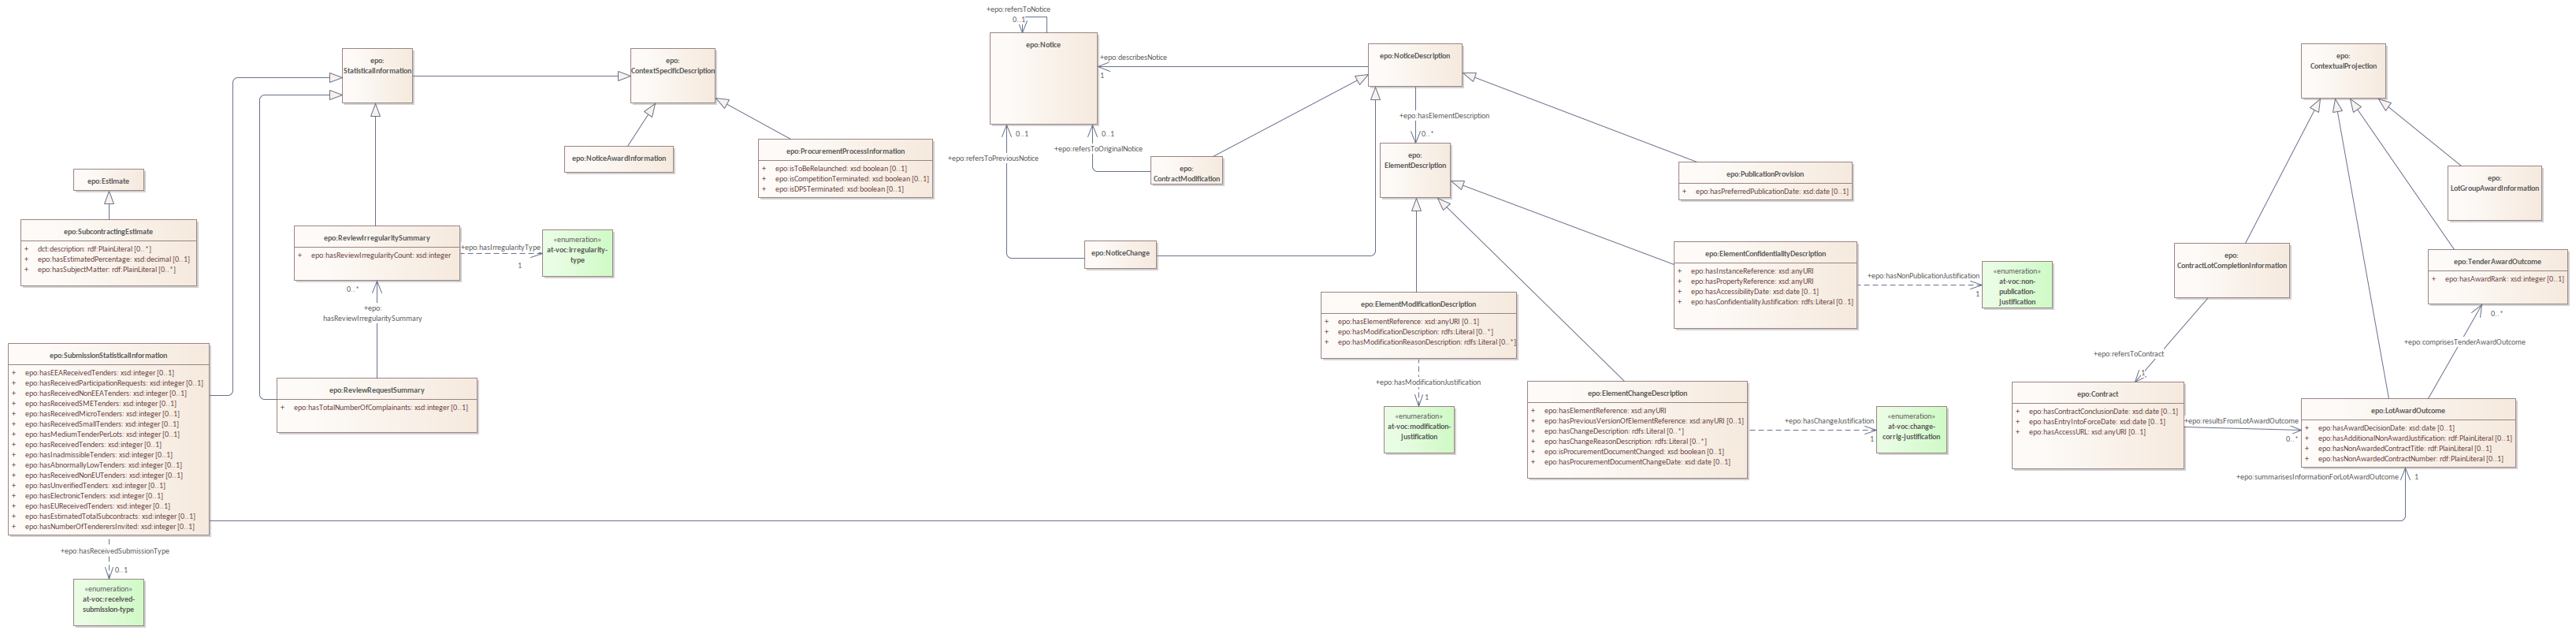 epo:
StatisticalInformation
epo:
ContextSpecificDescription
epo:NoticeAwardInformation
epo:ProcurementProcessInformation
+ epo:isToBeRelaunched: xsd:boolean [0..1]
+ epo:isCompetitionTerminated: xsd:boolean [0..1]
+ epo:isDPSTerminated: xsd:boolean [0..1]
epo:Estimate
epo:SubcontractingEstimate
+ dct:description: rdf:PlainLiteral [0..*]
+ epo:hasEstimatedPercentage: xsd:decimal [0..1]
+ epo:hasSubjectMatter: rdf:PlainLiteral [0..*]
epo:ReviewIrregularitySummary
+ epo:hasReviewIrregularityCount: xsd:integer
+epo:hasIrregularityType
1
«enumeration»
at-voc:irregularity-
type
0..*
+epo:
hasReviewIrregularitySummary
epo:ReviewRequestSummary
+ epo:hasTotalNumberOfComplainants: xsd:integer [0..1]
epo:SubmissionStatisticalInformation
+ epo:hasEEAReceivedTenders: xsd:integer [0..1]
+ epo:hasReceivedParticipationRequests: xsd:integer [0..1]
+ epo:hasReceivedNonEEATenders: xsd:integer [0..1]
+ epo:hasReceivedSMETenders: xsd:integer [0..1]
+ epo:hasReceivedMicroTenders: xsd:integer [0..1]
+ epo:hasReceivedSmallTenders: xsd:integer [0..1]
+ epo:hasMediumTenderPerLots: xsd:integer [0..1]
+ epo:hasReceivedTenders: xsd:integer [0..1]
+ epo:hasInadmissibleTenders: xsd:integer [0..1]
+ epo:hasAbnormallyLowTenders: xsd:integer [0..1]
+ epo:hasReceivedNonEUTenders: xsd:integer [0..1]
+ epo:hasUnverifiedTenders: xsd:integer [0..1]
+ epo:hasElectronicTenders: xsd:integer [0..1]
+ epo:hasEUReceivedTenders: xsd:integer [0..1]
+ epo:hasEstimatedTotalSubcontracts: xsd:integer [0..1]
+ epo:hasNumberOfTenderersInvited: xsd:integer [0..1]
+epo:hasReceivedSubmissionType
0..1
«enumeration»
at-voc:received-
submission-type
+epo:refersToNotice
0..1
epo:Notice
+epo:describesNotice
1
epo:NoticeDescription
0..1
+epo:refersToPreviousNotice
0..1
+epo:refersToOriginalNotice
epo:
ContractModification
epo:NoticeChange
+epo:hasElementDescription
0..*
epo:
ElementDescription
epo:PublicationProvision
+ epo:hasPreferredPublicationDate: xsd:date [0..1]
epo:ElementConfidentialityDescription
+ epo:hasInstanceReference: xsd:anyURI
+ epo:hasPropertyReference: xsd:anyURI
+ epo:hasAccessibilityDate: xsd:date [0..1]
+ epo:hasConfidentialityJustification: rdfs:Literal [0..1]
+epo:hasNonPublicationJustification
1
«enumeration»
at-voc:non-
publication-
justification
epo:ElementModificationDescription
+ epo:hasElementReference: xsd:anyURI [0..1]
+ epo:hasModificationDescription: rdfs:Literal [0..*]
+ epo:hasModificationReasonDescription: rdfs:Literal [0..*]
+epo:hasModificationJustification
1
«enumeration»
at-voc:modification-
justification
epo:ElementChangeDescription
+ epo:hasElementReference: xsd:anyURI
+ epo:hasPreviousVersionOfElementReference: xsd:anyURI [0..1]
+ epo:hasChangeDescription: rdfs:Literal [0..*]
+ epo:hasChangeReasonDescription: rdfs:Literal [0..*]
+ epo:isProcurementDocumentChanged: xsd:boolean [0..1]
+ epo:hasProcurementDocumentChangeDate: xsd:date [0..1]
+epo:hasChangeJustification
1
«enumeration»
at-voc:change-
corrig-justification
epo:
ContextualProjection
epo:
LotGroupAwardInformation
epo:
ContractLotCompletionInformation
epo:TenderAwardOutcome
+ epo:hasAwardRank: xsd:integer [0..1]
0..*
+epo:comprisesTenderAwardOutcome
+epo:refersToContract
1
epo:Contract
+ epo:hasContractConclusionDate: xsd:date [0..1]
+ epo:hasEntryIntoForceDate: xsd:date [0..1]
+ epo:hasAccessURL: xsd:anyURI [0..1]
+epo:resultsFromLotAwardOutcome
0..*
epo:LotAwardOutcome
+ epo:hasAwardDecisionDate: xsd:date [0..1]
+ epo:hasAdditionalNonAwardJustification: rdf:PlainLiteral [0..1]
+ epo:hasNonAwardedContractTitle: rdf:PlainLiteral [0..1]
+ epo:hasNonAwardedContractNumber: rdf:PlainLiteral [0..1]
+epo:summarisesInformationForLotAwardOutcome
1